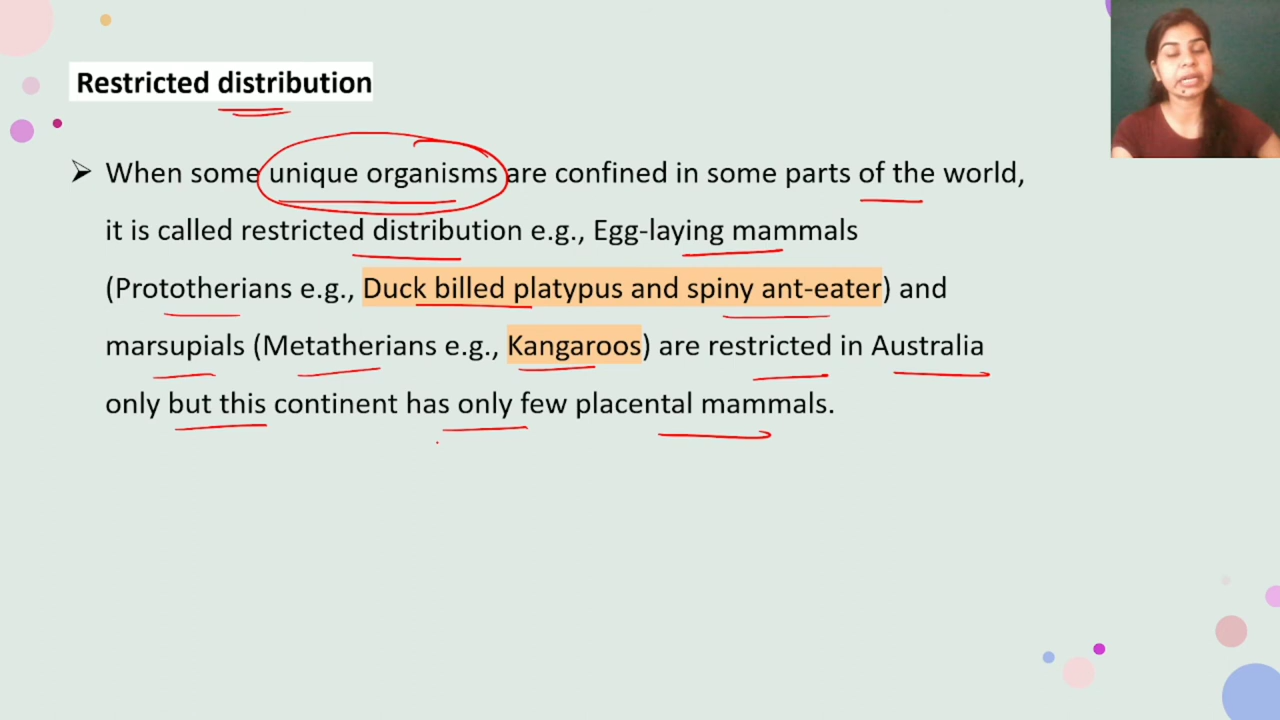 Restricted distribution
➢ When some unique organisms are confined in some parts of the world,
it is called restricted distribution e.g., Egg-laying mammals
(Prototherians e.g., Duck billed platypus and spiny ant-eater) and
marsupials (Metatherians e.g., Kangaroos) are restricted in Australia
only but this continent has only few placental mammals.